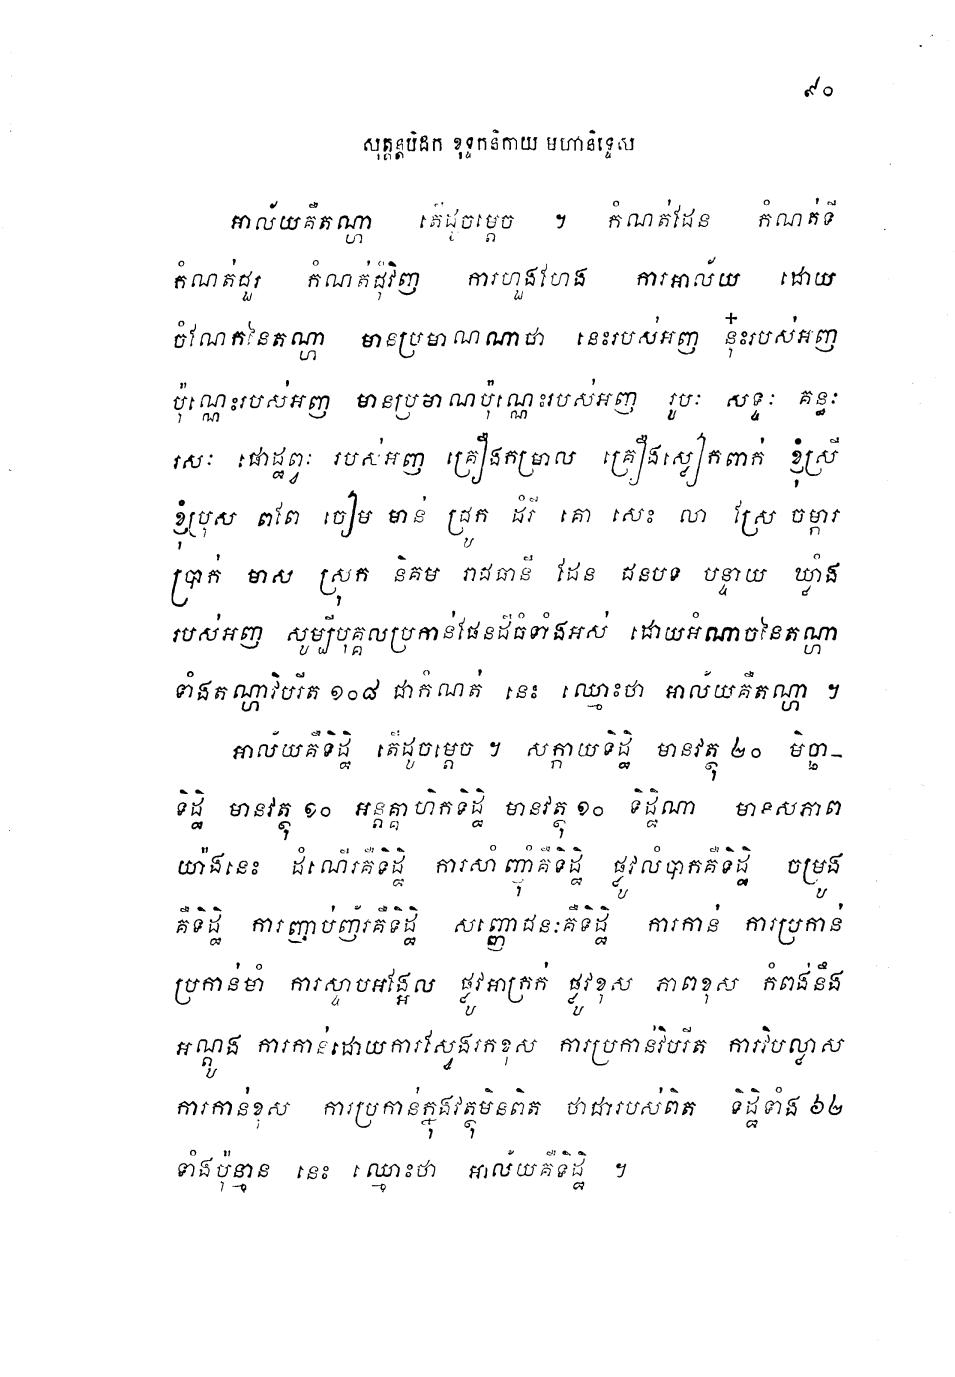 ៩០
សុត្តន្តបិដក ខុទ្ទកនិកាយ មហានិទ្ទេស
អាល័យគឺតណ្ហា តើដូចម្ដេច ។ កំណត់ដែន កំណត់ទី
កំណត់ជួរ កំណត់ជុំវិញ ការហួងហែង ការអាល័យ ដោយ
ចំណែកនៃតណ្ហា មានប្រមាណណាថា នេះរបស់អញ នុ៎ះរបស់អញ
ប៉ុណ្ណេះរបស់អញ មានប្រមាណប៉ុណ្ណេះរបស់អញ រូបៈ សទ្ទៈ គន្ធៈ
រសៈ ផោដ្ឋព្វៈ របស់អញ គ្រឿងកម្រាល គ្រឿងស្លៀកពាក់ ខ្ញុំស្រី
ខ្ញុំប្រុស ពពែ ចៀម មាន់ ជ្រូក ដំរី គោ សេះ លា ស្រែ ចម្ការ
ប្រាក់ មាស ស្រុក និគម រាជធានី ដែន ជនបទ បន្ទាយ ឃ្លាំង
របស់អញ សូម្បីបុគ្គលប្រកាន់ផែនដីធំទាំងអស់ ដោយអំណាចនៃតណ្ហា
ទាំងតណ្ហាវិបរីត ១០៨ ជាកំណត់ នេះ ឈ្មោះថា អាល័យគឺតណ្ហា ។
អាល័យគឺទិដ្ឋិ តើដូចម្ដេច ។ សក្កាយទិដ្ឋិ មានវត្ថុ ២០ មិច្ឆា-
ទិដ្ឋិ មានវត្ថុ ១០ អន្តគ្គាហិកទិដ្ឋិ មានវត្ថុ ១០ ទិដ្ឋិណា មានសភាព
យ៉ាងនេះ ដំណើរគឺទិដ្ឋិ ការសាំញ៉ាំគឺទិដ្ឋិ ផ្លូវលំបាកគឺទិដ្ឋិ ចម្រូង
គឺទិដ្ឋិ ការញាប់ញ័រគឺទិដ្ឋិ សញ្ញោជនៈគឺទិដ្ឋិ ការកាន់ ការប្រកាន់
ប្រកាន់មាំ ការស្ទាបអង្អែល ផ្លូវអាក្រក់ ផ្លូវខុស ភាពខុស កំពង់នឹង
អណ្ដូង ការកាន់ដោយការស្វែងរកខុស ការប្រកាន់វិបរីត ការវិបល្លាស
ការកាន់ខុស ការប្រកាន់ក្នុងវត្ថុមិនពិត ថាជារបស់ពិត ទិដ្ឋិទាំង ៦២
ទាំងប៉ុន្មាន នេះ ឈ្មោះថា អាល័យគឺទិដ្ឋិ ។